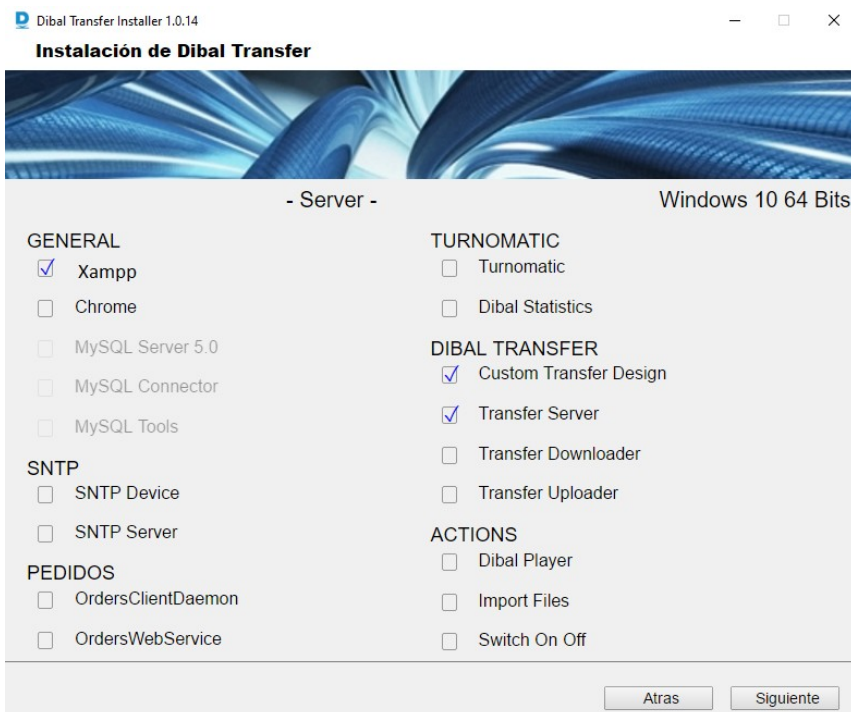 Dibal Transfer Installer 1.0.14
Instalación de Dibal Transfer
- Server -
Windows 10 64 Bits
GENERAL
Xampp
Chrome
MySQL Server 5.0
MySQL Connector
MySQL Tools
SNTP
SNTP Device
SNTP Server
PEDIDOS
OrdersClientDaemon
OrdersWebService
TURNOMATIC
Turnomatic
Dibal Statistics
DIBAL TRANSFER
Custom Transfer Design
Transfer Server
Transfer Downloader
Transfer Uploader
ACTIONS
Dibal Player
Import Files
Switch On Off
Atras
Siguiente